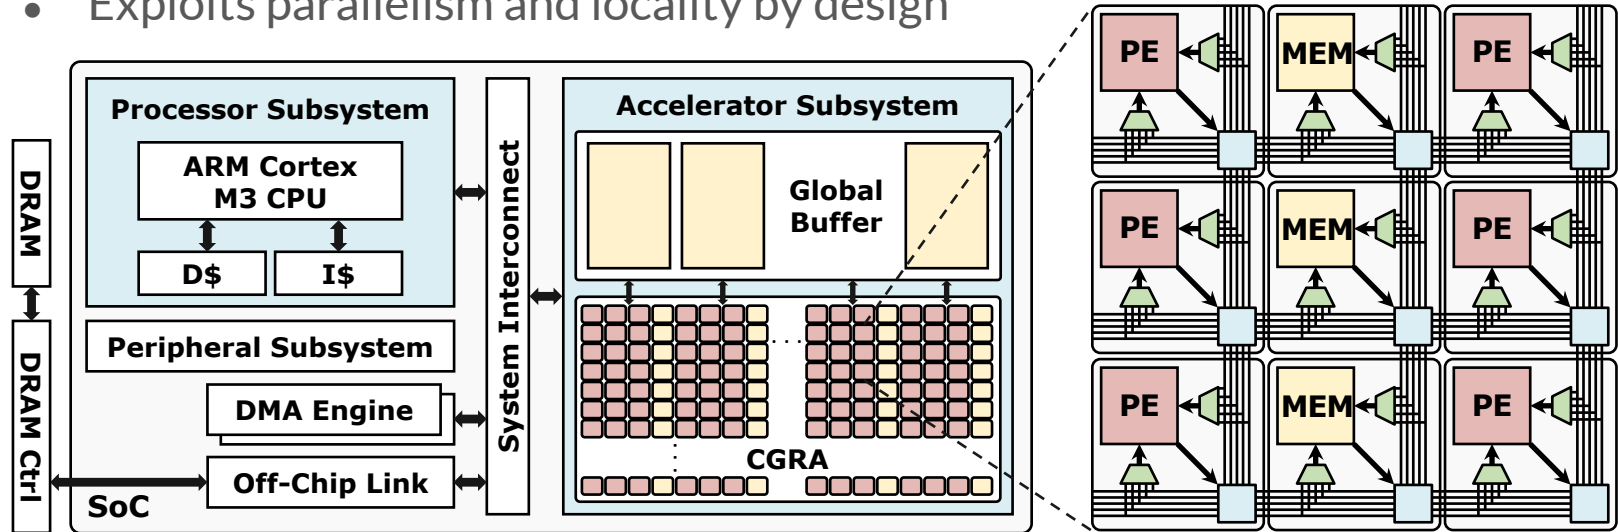 • Exploits parallelism and locality by design
Processor Subsystem
ARM Cortex
M3 CPU
D$
I$
Peripheral Subsystem
DMA Engine
Off-Chip Link
SoC
DRAM
DRAM Ctrl
System Interconnect
Accelerator Subsystem
Global
Buffer
CGRA
PE
MEM
PE
PE
MEM
PE
PE
MEM
PE